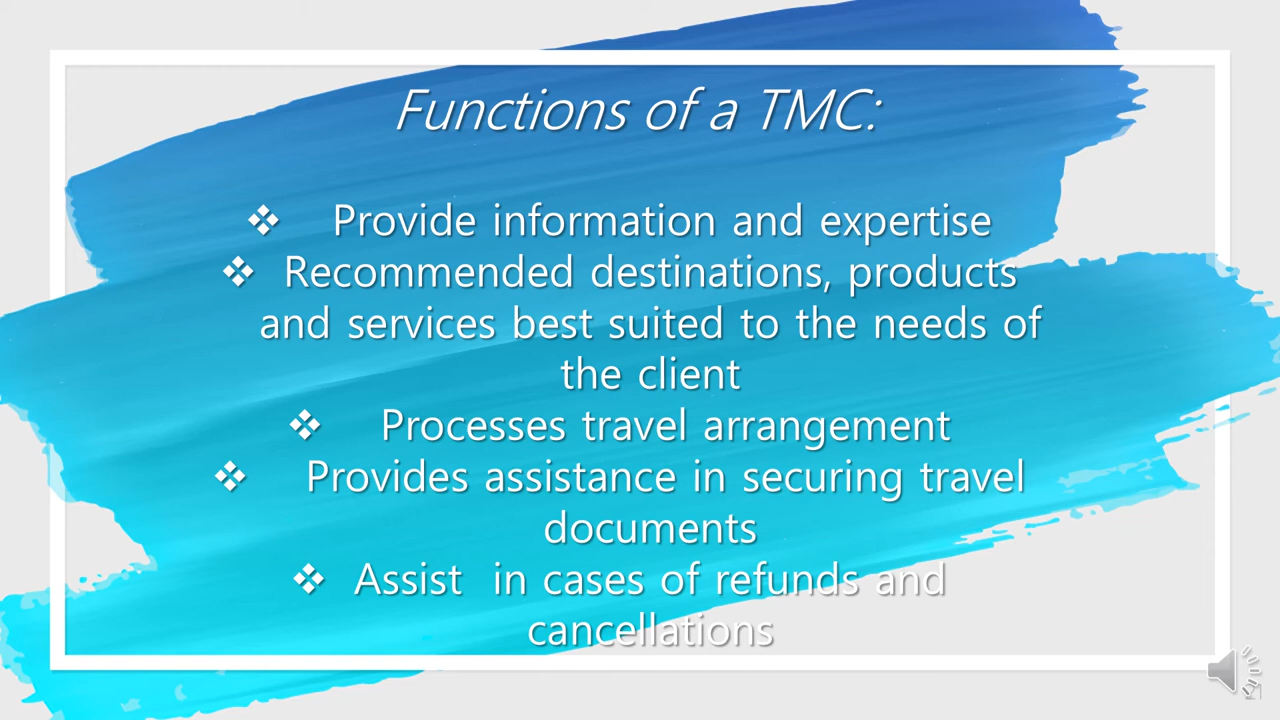 Functions of a TMC:
❖ Provide information and expertise
❖ Recommended destinations, products
and services best suited to the needs of
the client
❖ Processes travel arrangement
❖ Provides assistance in securing travel
documents
❖ Assist in cases of refunds and
cancellations